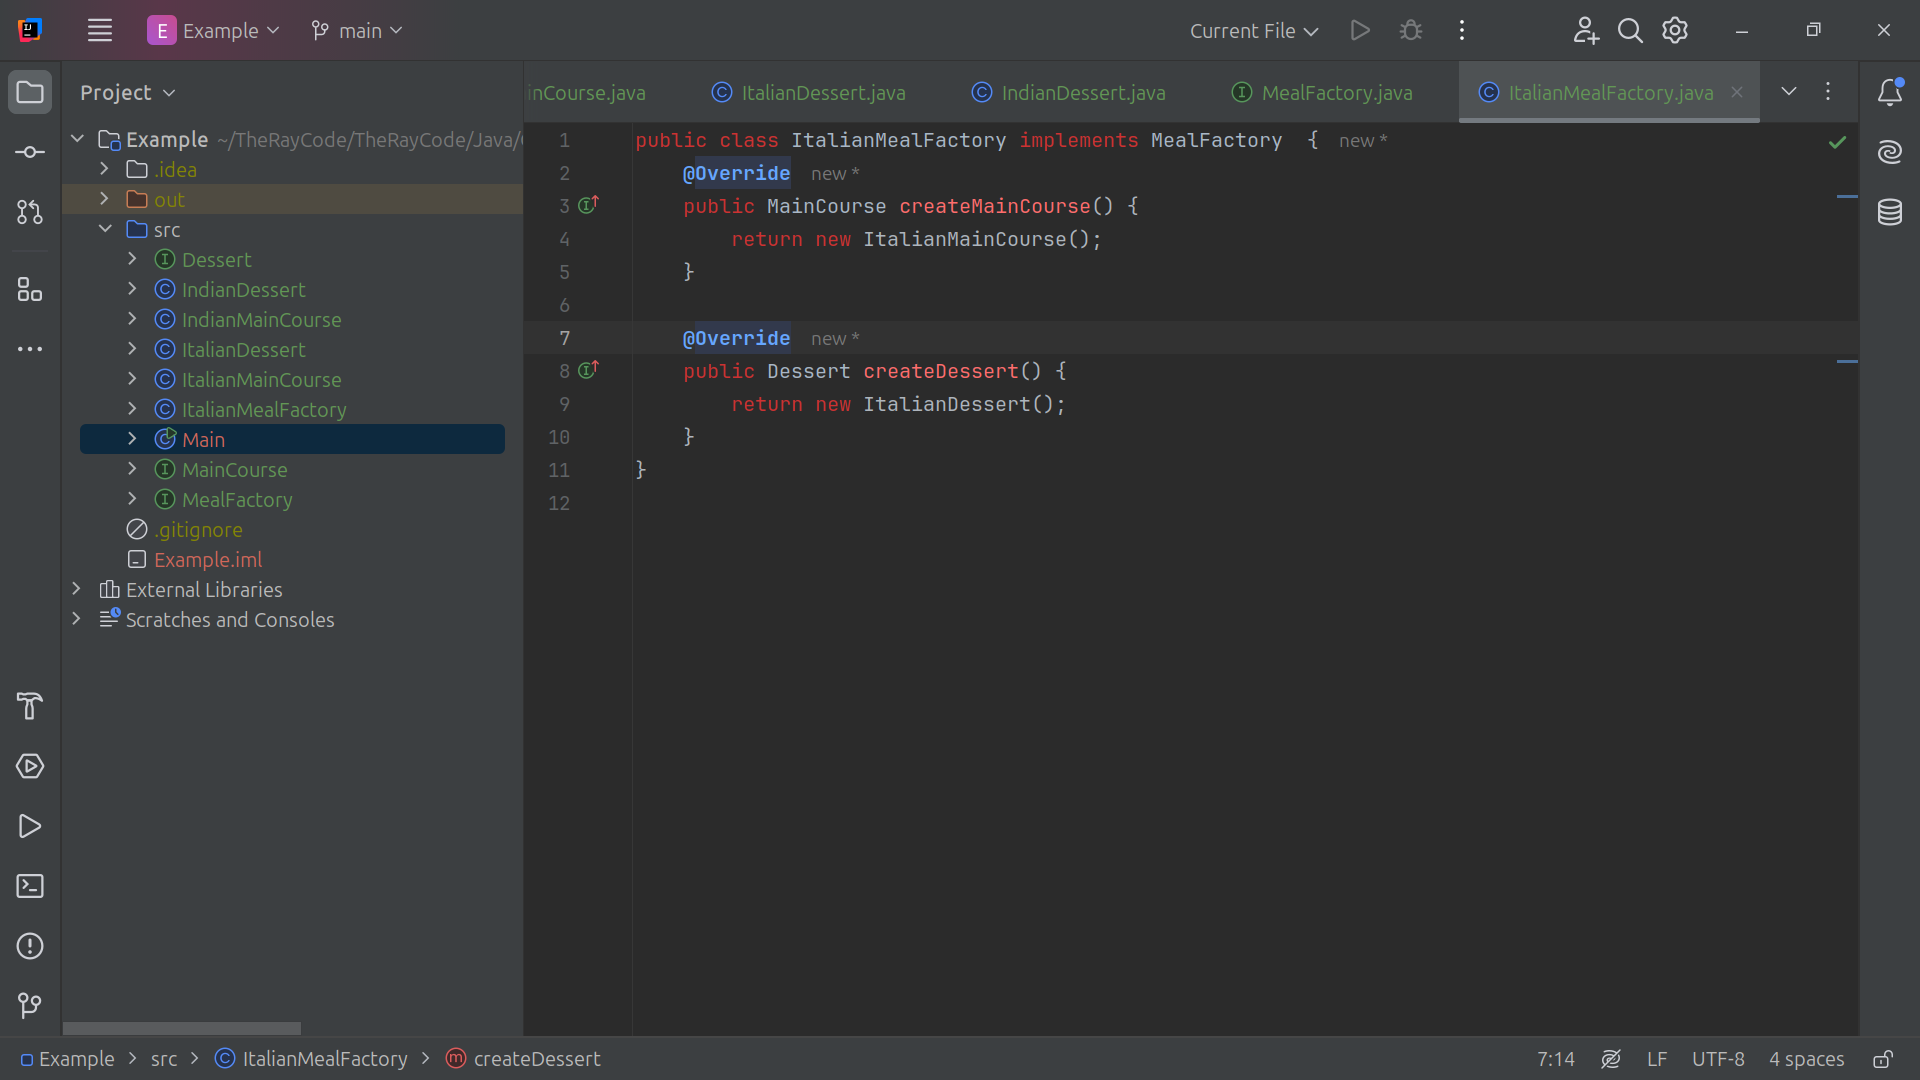 E Example main Current File
Project
inCourse.java ItalianDessert.java IndianDessert.java MealFactory.java ItalianMealFactory.java
Example ~/TheRayCode/TheRayCode/Java/
.idea
out
src
Dessert
IndianDessert
IndianMainCourse
ItalianDessert
ItalianMainCourse
ItalianMealFactory
Main
MainCourse
MealFactory
.gitignore
Example.iml
External Libraries
Scratches and Consoles
1 public class ItalianMealFactory implements MealFactory { new *
2 @Override new *
3 public MainCourse createMainCourse() {
4 return new ItalianMainCourse();
5 }
6
7 @Override new *
8 public Dessert createDessert() {
9 return new ItalianDessert();
10 }
11 }
12
Example > src > ItalianMealFactory > createDessert 7:14 LF UTF-8 4 spaces